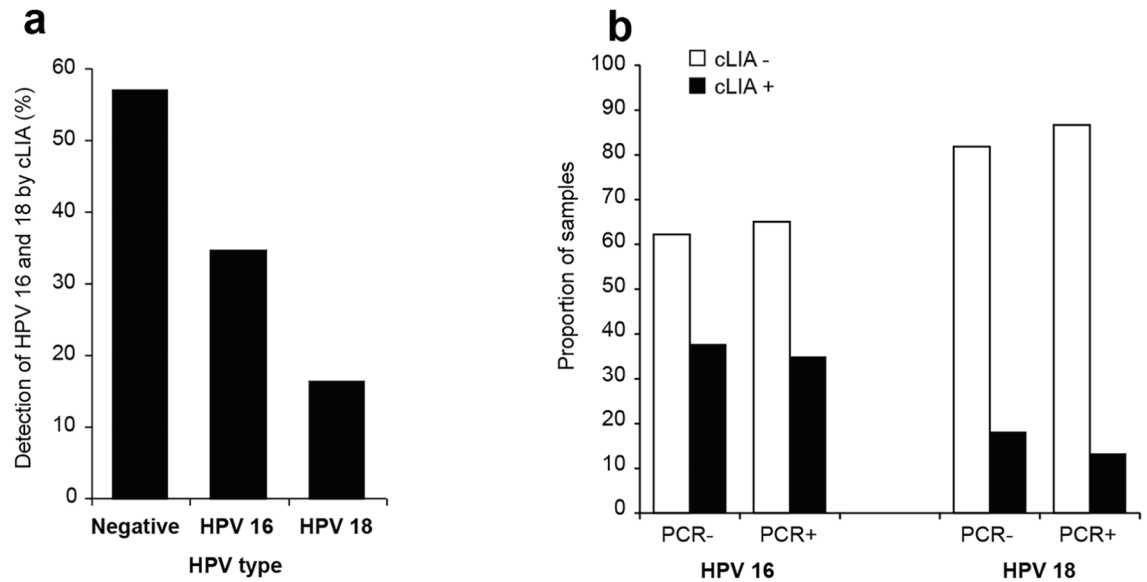 a
Detection of HPV 16 and 18 by cLIA (%)
60
50
40
30
20
10
0
Negative HPV 16 HPV 18
HPV type
b
cLIA -
cLIA +
Proportion of samples
100
90
80
70
60
50
40
30
20
10
0
PCR- PCR+ PCR- PCR+
HPV 16 HPV 18